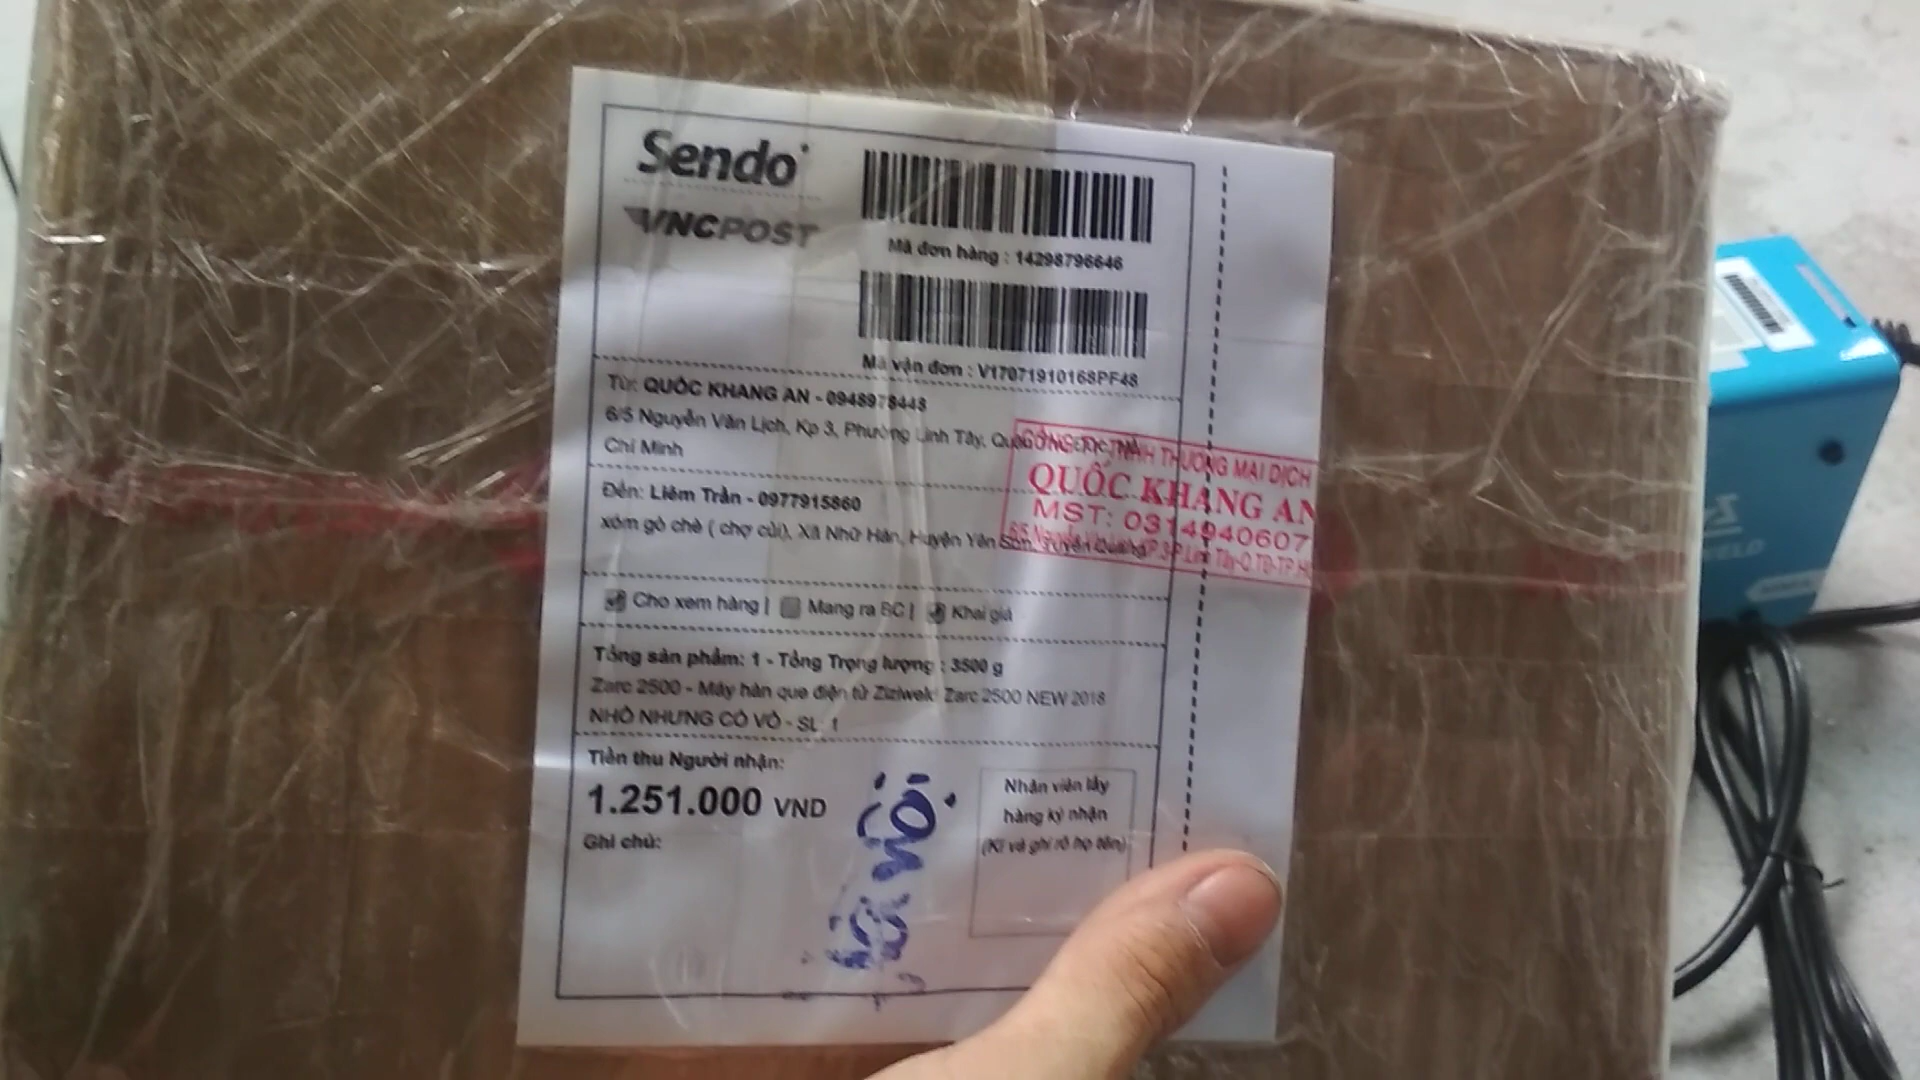 Sendo
VNCPOST
Mã đơn hàng : 14298796646
Mã vận đơn : V17071910168PF48
Từ: QUỐC KHANG AN - 0948978448
6/5 Nguyễn Văn Lịch, Kp 3, Phường Linh Tây,
Chí Minh
THƯƠNG MẠI DỊCH
QUỐC KHANG AN
MST: 0314940607
Đến: Liêm Trần - 0977915860
xóm gò chè ( chợ củi), Xã Nhữ Hán, Huyện Yên Sơn,
Cho xem hàng | Mang ra BC | Khai giá
Tổng sản phẩm: 1 - Tổng Trọng lượng : 3500 g
Zarc 2500 - Máy hàn que điện tử Ziziweld Zarc 2500 NEW 2018
NHỎ NHƯNG CÓ VÕ - SL: 1
Tiền thu Người nhận:
1.251.000 VND
Ghi chú:
Nhân viên lấy
hàng ký nhận
(Kí và ghi rõ họ tên)